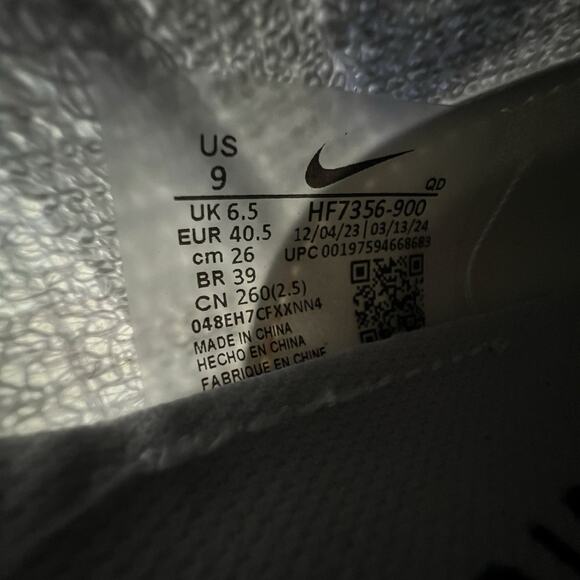 US
9
QD
UK 6.5
HF7356-900
EUR 40.5
12/04/23 | 03/13/24
cm 26
UPC 00197594668683
BR 39
CN 260(2.5)
048EH7CFXXNN4
MADE IN CHINA
HECHO EN CHINA
FABRIQUE EN CHINE